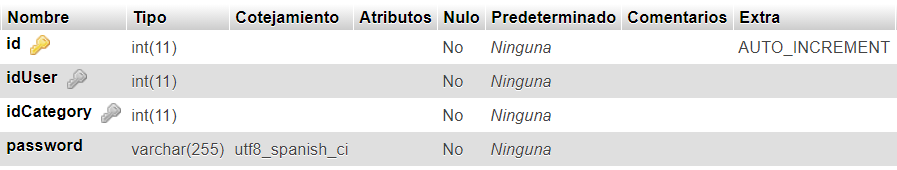 Nombre Tipo Cotejamiento Atributos Nulo Predeterminado Comentarios Extra
id int(11) No Ninguna AUTO_INCREMENT
idUser int(11) No Ninguna
idCategory int(11) No Ninguna
password varchar(255) utf8_spanish_ci No Ninguna